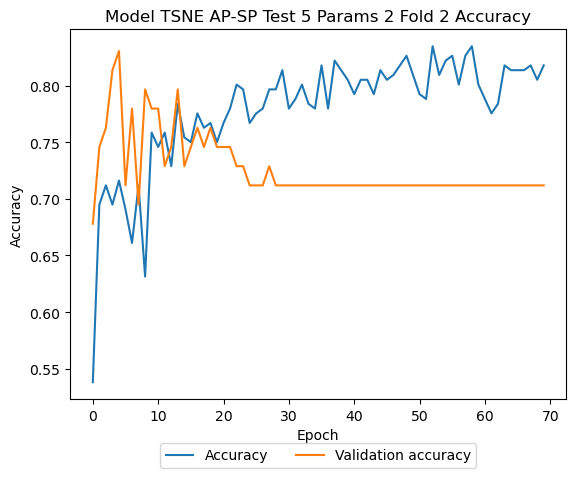 Model TSNE AP-SP Test 5 Params 2 Fold 2 Accuracy
Accuracy
0.80
0.75
0.70
0.65
0.60
0.55
0 10 20 30 40 50 60 70
Epoch
Accuracy Validation accuracy